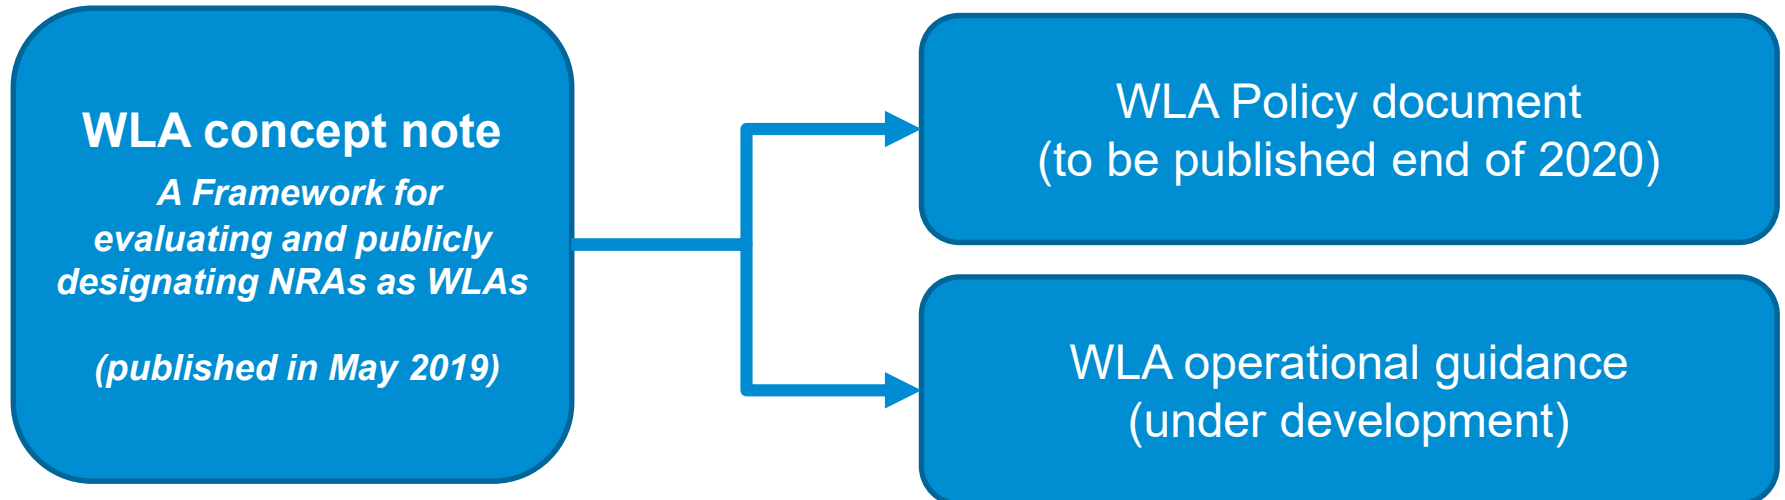 WLA concept note
A Framework for
evaluating and publicly
designating NRAs as WLAs
(published in May 2019)
WLA Policy document
(to be published end of 2020)
WLA operational guidance
(under development)